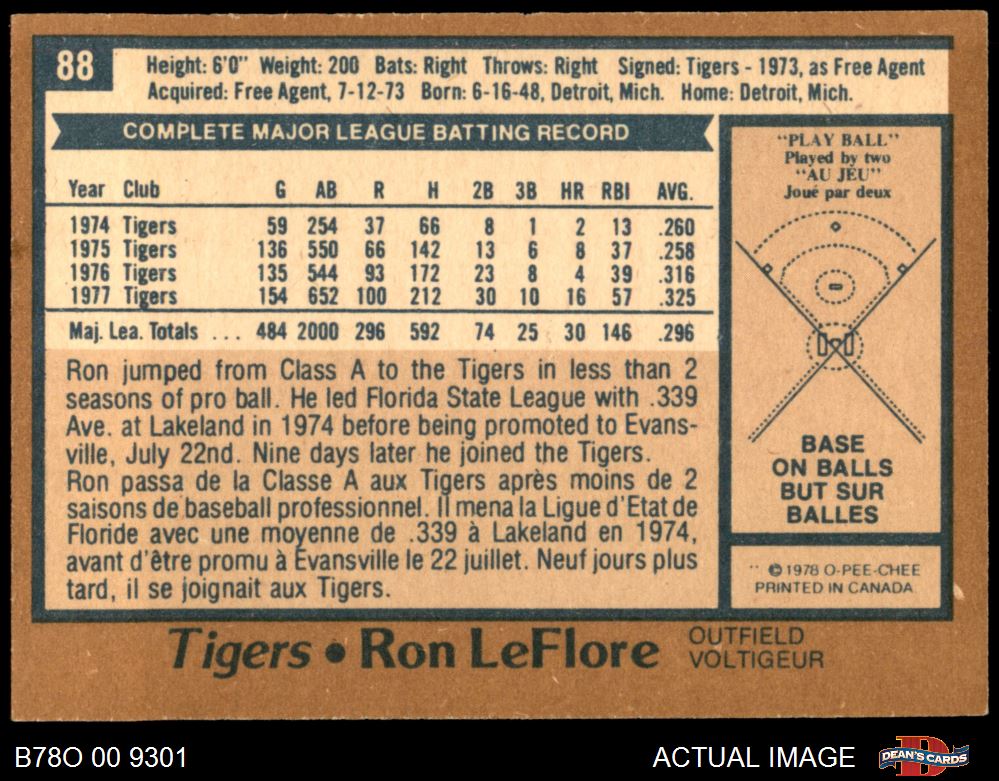 88
Height: 6'0" Weight: 200 Bats: Right Throws: Right Signed: Tigers - 1973, as Free Agent
Acquired: Free Agent, 7-12-73 Born: 6-16-48, Detroit, Mich. Home: Detroit, Mich.
COMPLETE MAJOR LEAGUE BATTING RECORD
Year Club G AB R H 2B 3B HR RBI AVG.
1974 Tigers 59 254 37 66 8 1 2 13 .260
1975 Tigers 136 550 66 142 13 6 8 37 .258
1976 Tigers 135 544 93 172 23 8 4 39 .316
1977 Tigers 154 652 100 212 30 10 16 57 .325
Maj. Lea. Totals ... 484 2000 296 592 74 25 30 146 .296
Ron jumped from Class A to the Tigers in less than 2
seasons of pro ball. He led Florida State League with .339
Ave. at Lakeland in 1974 before being promoted to Evans-
ville, July 22nd. Nine days later he joined the Tigers.
Ron passa de la Classe A aux Tigers après moins de 2
saisons de baseball professionnel. Il mena la Ligue d'Etat de
Floride avec une moyenne de .339 à Lakeland en 1974,
avant d'être promu à Evansville le 22 juillet. Neuf jours plus
tard, il se joignait aux Tigers.
"PLAY BALL"
Played by two
"AU JEU"
Joué par deux
BASE
ON BALLS
BUT SUR
BALLES
© 1978 O-PEE-CHEE
PRINTED IN CANADA
Tigers • Ron LeFlore
OUTFIELD
VOLTIGEUR
B78O 00 9301
ACTUAL IMAGE
DEAN'S CARDS